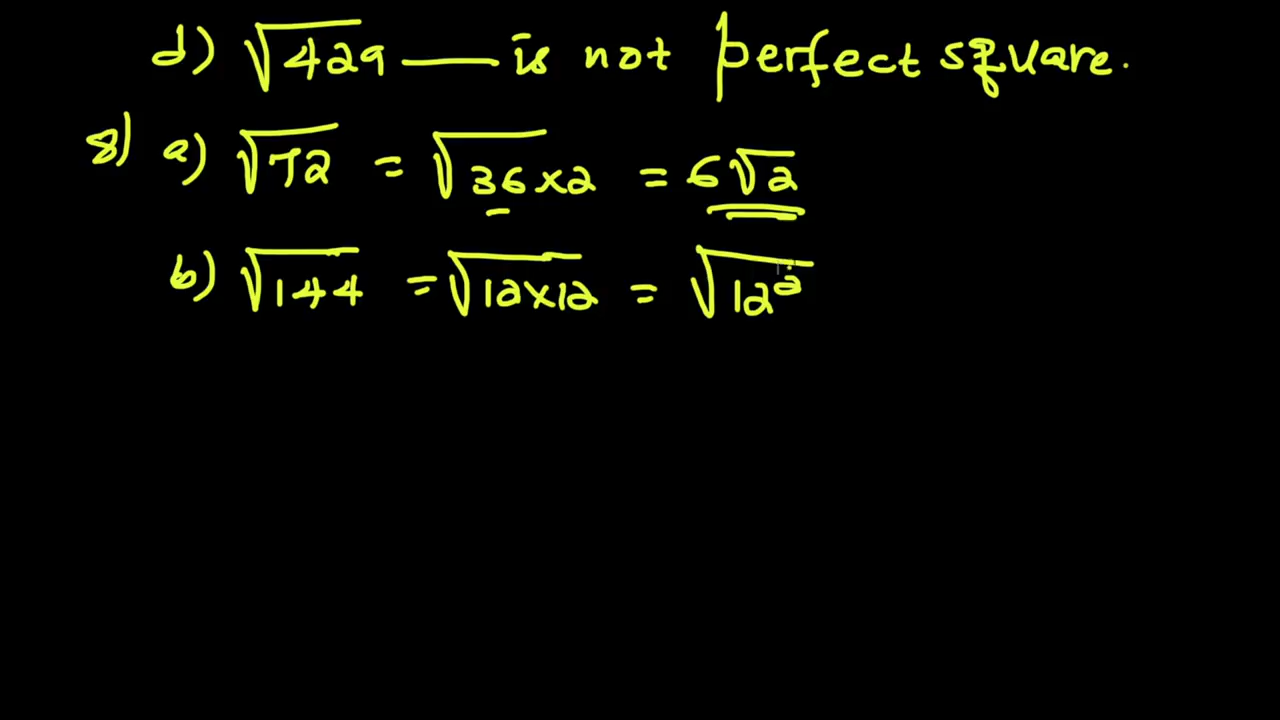 d) √429 — is not perfect square.
8) a) √72 = √36×2 = 6√2
b) √144 = √12×12 = √12²